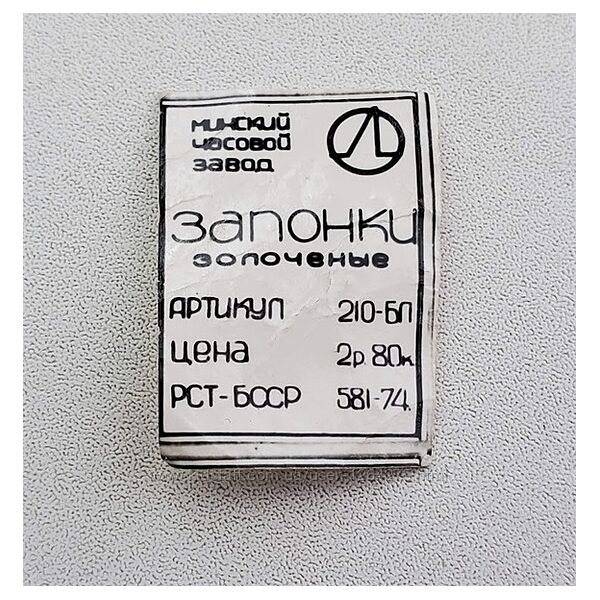 МИНСКИЙ
ЧАСОВОЙ
ЗАВОД
ЗАПОНКИ
ЗОЛОЧЕНЫЕ
АРТИКУЛ 210-БП
ЦЕНА 2р. 80к
РСТ-БССР 581-74.